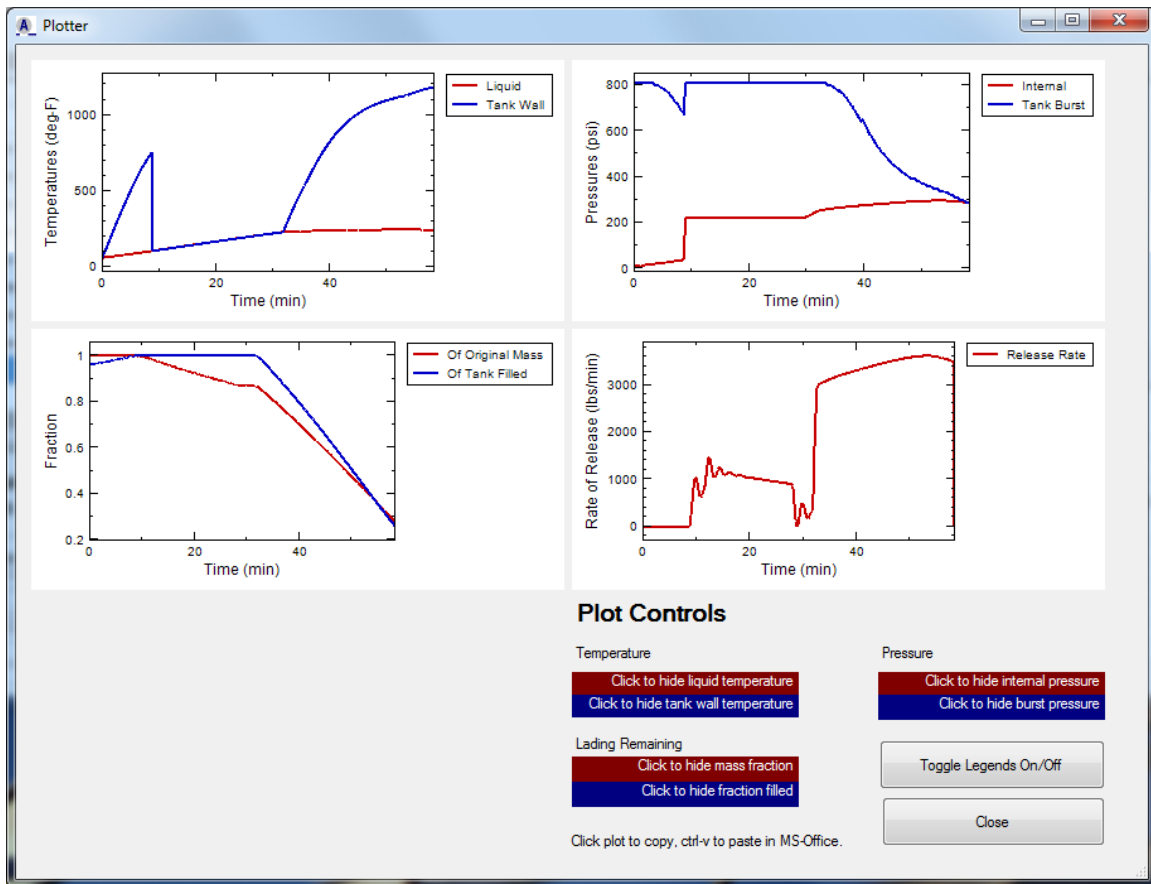 A Plotter
Liquid
Tank Wall
Temperatures (deg-F)
1000
500
0
0
20
40
Time (min)
Internal
Tank Burst
Pressures (psi)
800
600
400
200
0
0
20
40
Time (min)
Of Original Mass
Of Tank Filled
Fraction
1
0.8
0.6
0.4
0.2
0
20
40
Time (min)
Release Rate
Rate of Release (lbs/min)
3000
2000
1000
0
0
20
40
Time (min)
Plot Controls
Temperature
Click to hide liquid temperature
Click to hide tank wall temperature
Pressure
Click to hide internal pressure
Click to hide burst pressure
Lading Remaining
Click to hide mass fraction
Click to hide fraction filled
Toggle Legends On/Off
Close
Click plot to copy, ctrl-v to paste in MS-Office.